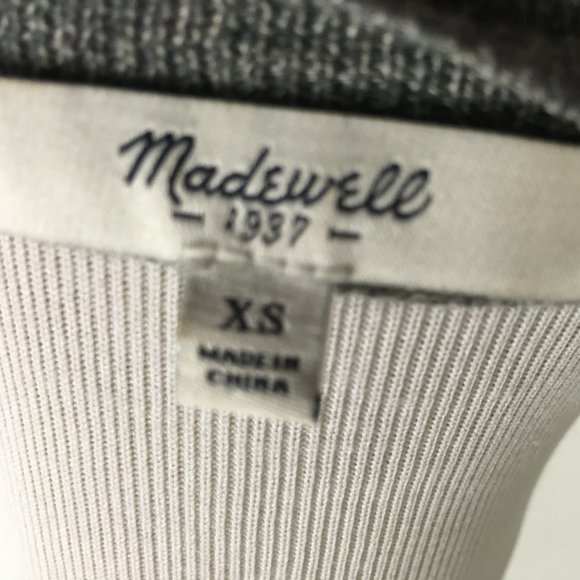 Madewell
— 1937 —
XS
MADE IN
CHINA